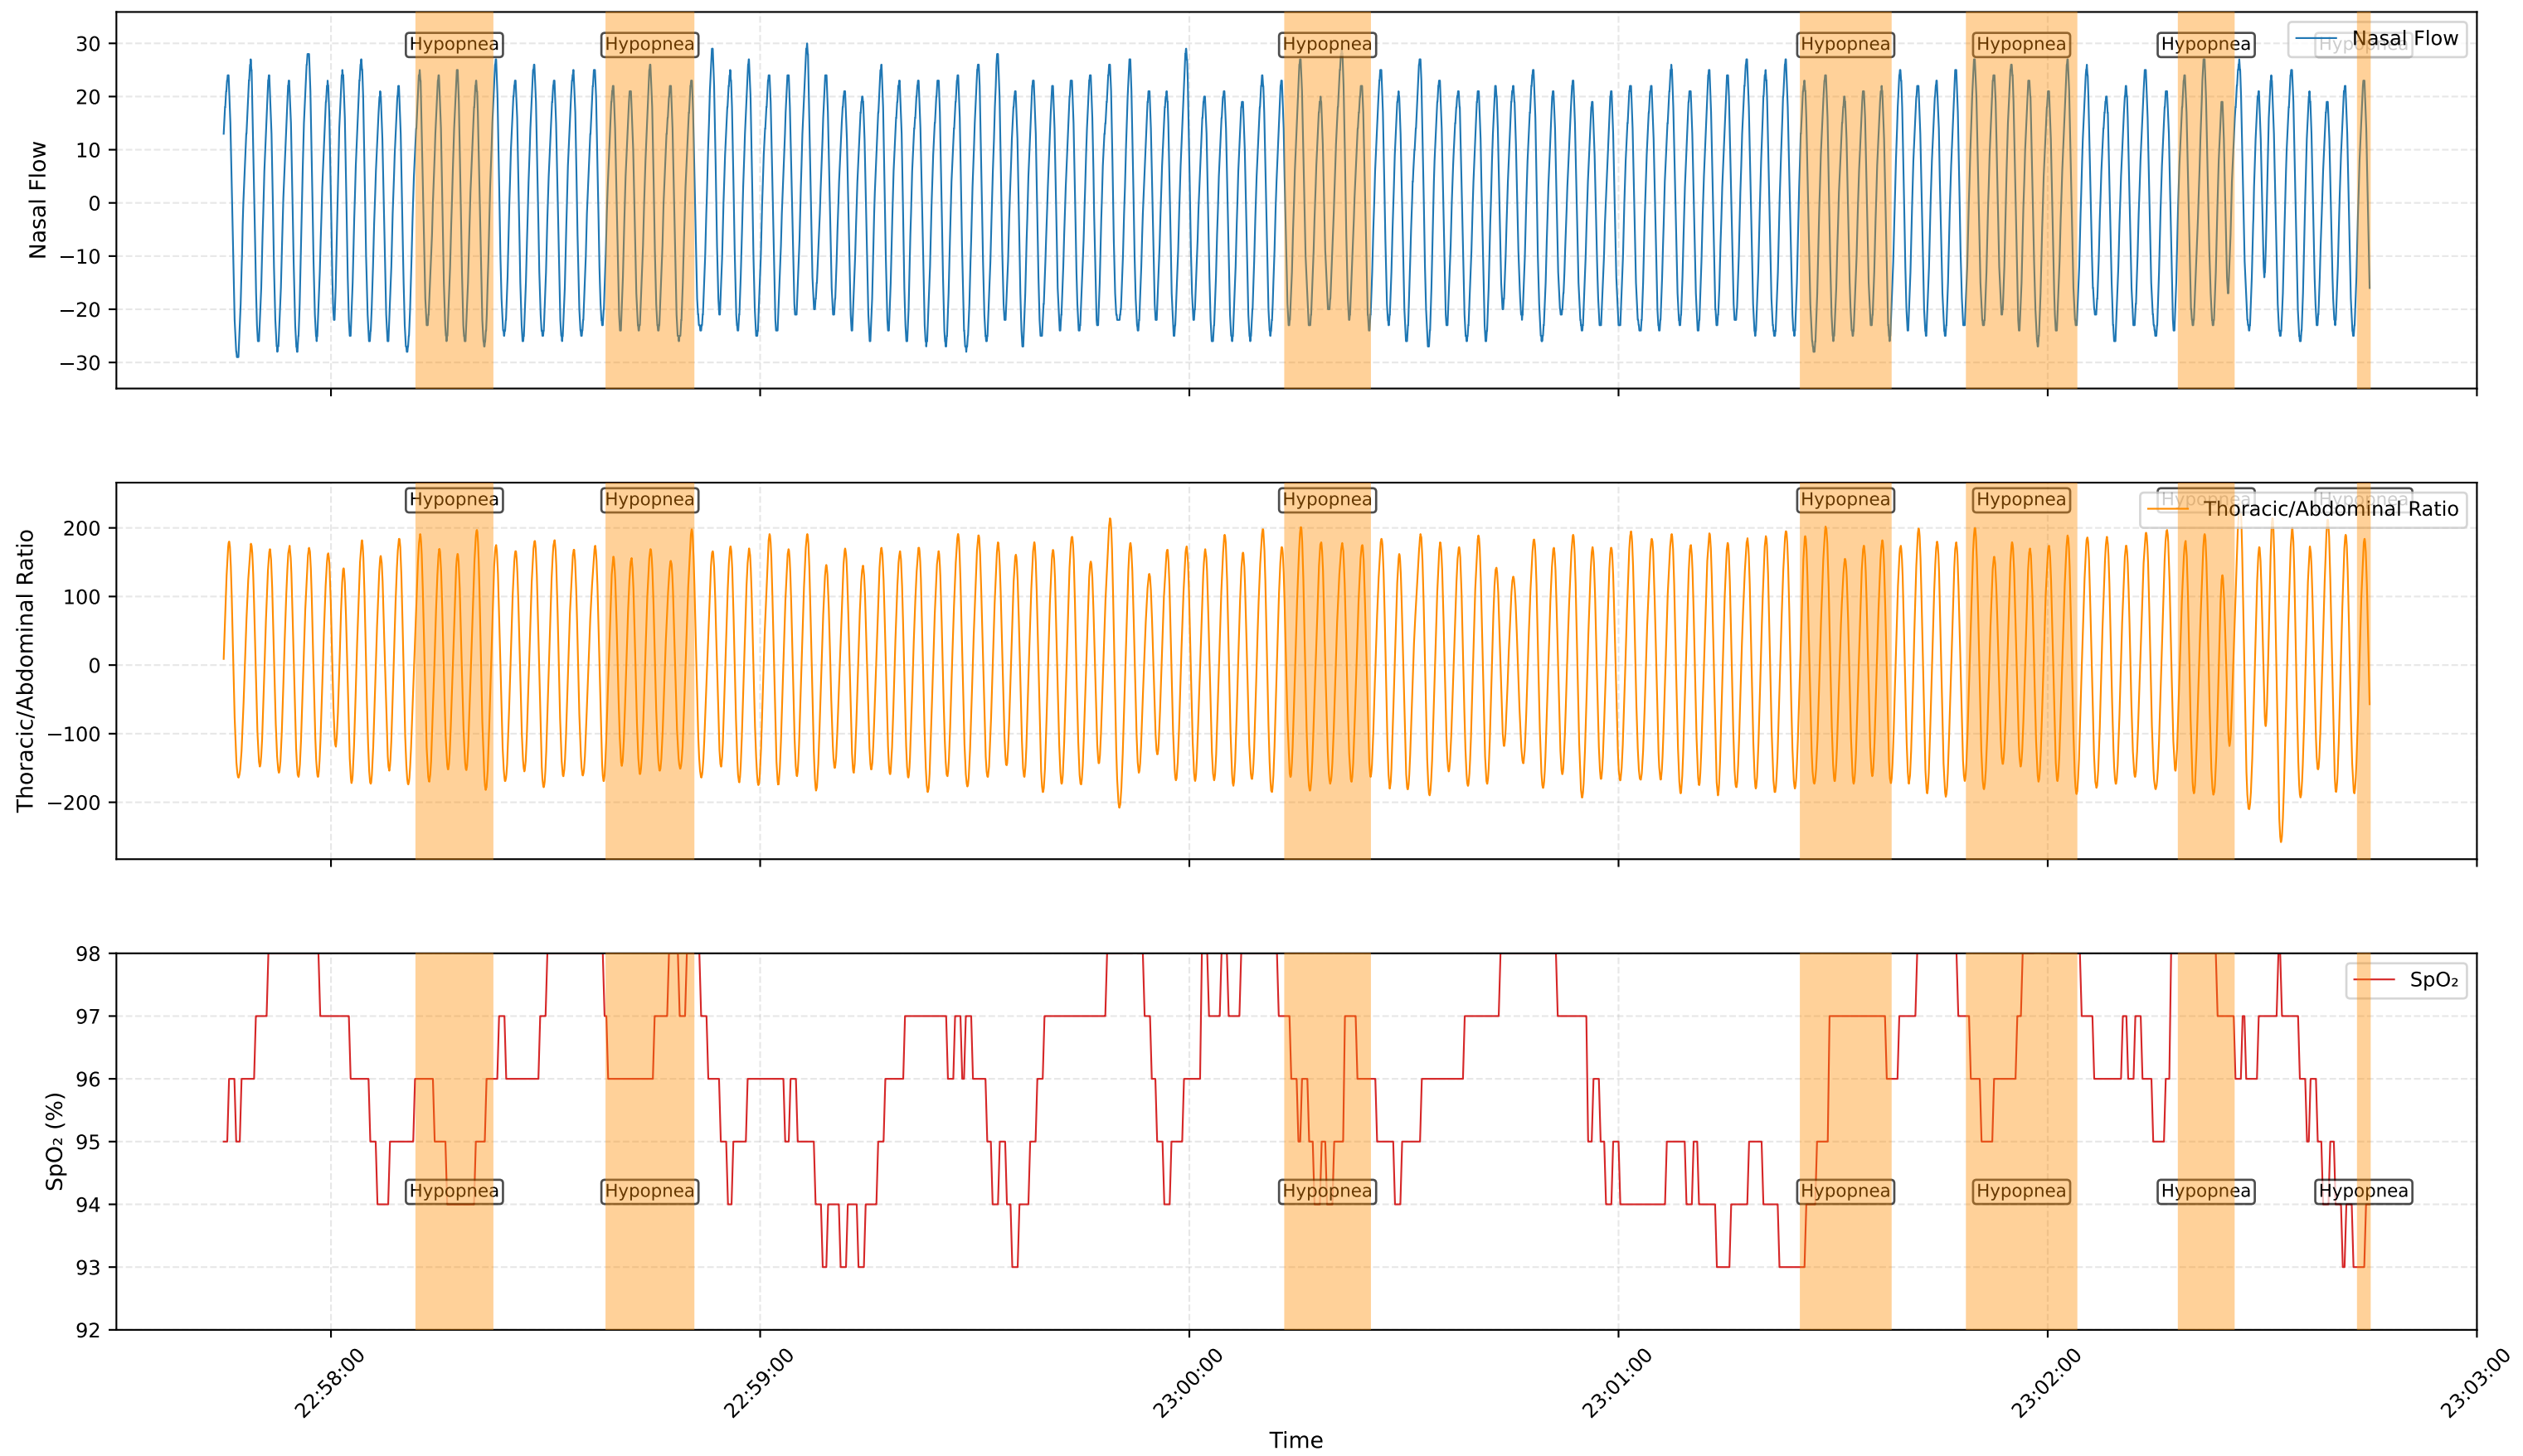 Hypopnea Hypopnea Hypopnea Hypopnea Hypopnea Hypopnea Hypopnea
Nasal Flow
30
20
10
0
−10
−20
−30
Nasal Flow
Hypopnea Hypopnea Hypopnea Hypopnea Hypopnea Hypopnea Hypopnea
Thoracic/Abdominal Ratio
200
100
0
−100
−200
Thoracic/Abdominal Ratio
98
97
96
95
94
93
92
SpO₂ (%)
SpO₂
Hypopnea Hypopnea Hypopnea Hypopnea Hypopnea Hypopnea Hypopnea
22:58:00 22:59:00 23:00:00 23:01:00 23:02:00 23:03:00
Time